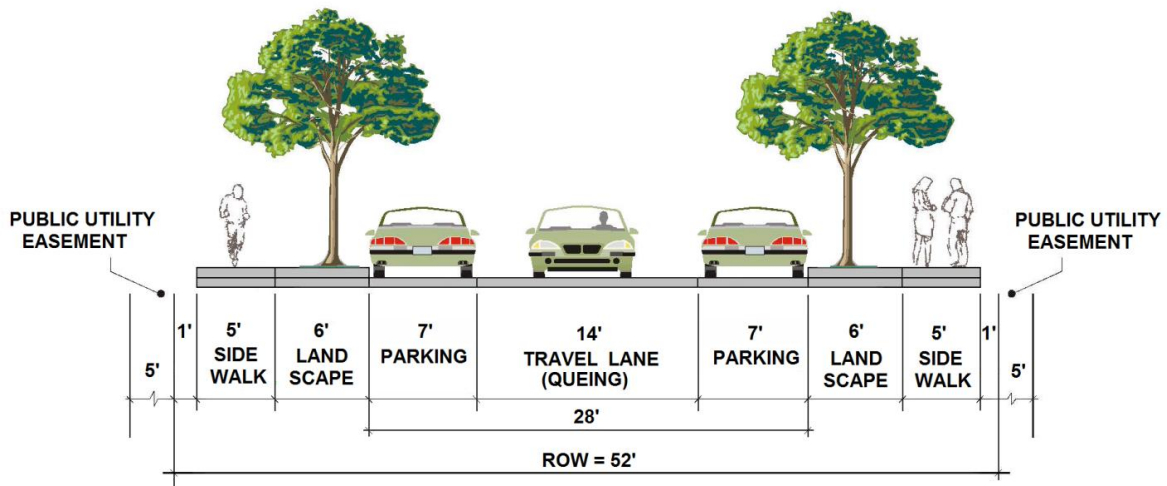 PUBLIC UTILITY
EASEMENT
PUBLIC UTILITY
EASEMENT
5'
1'
5'
SIDE
WALK
6'
LAND
SCAPE
7'
PARKING
14'
TRAVEL LANE
(QUEING)
7'
PARKING
6'
LAND
SCAPE
5'
SIDE
WALK
1'
5'
28'
ROW = 52'